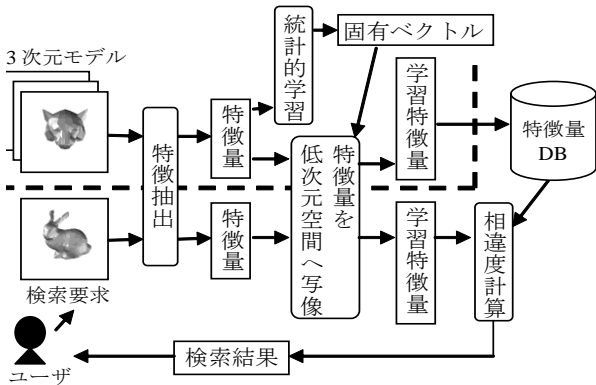 3 次元モデル
特徴抽出
特徴量
統計的学習
固有ベクトル
特徴量を
低次元空間へ写像
学習特徴量
特徴量
DB
特徴量
学習特徴量
相違度計算
検索要求
ユーザ
検索結果